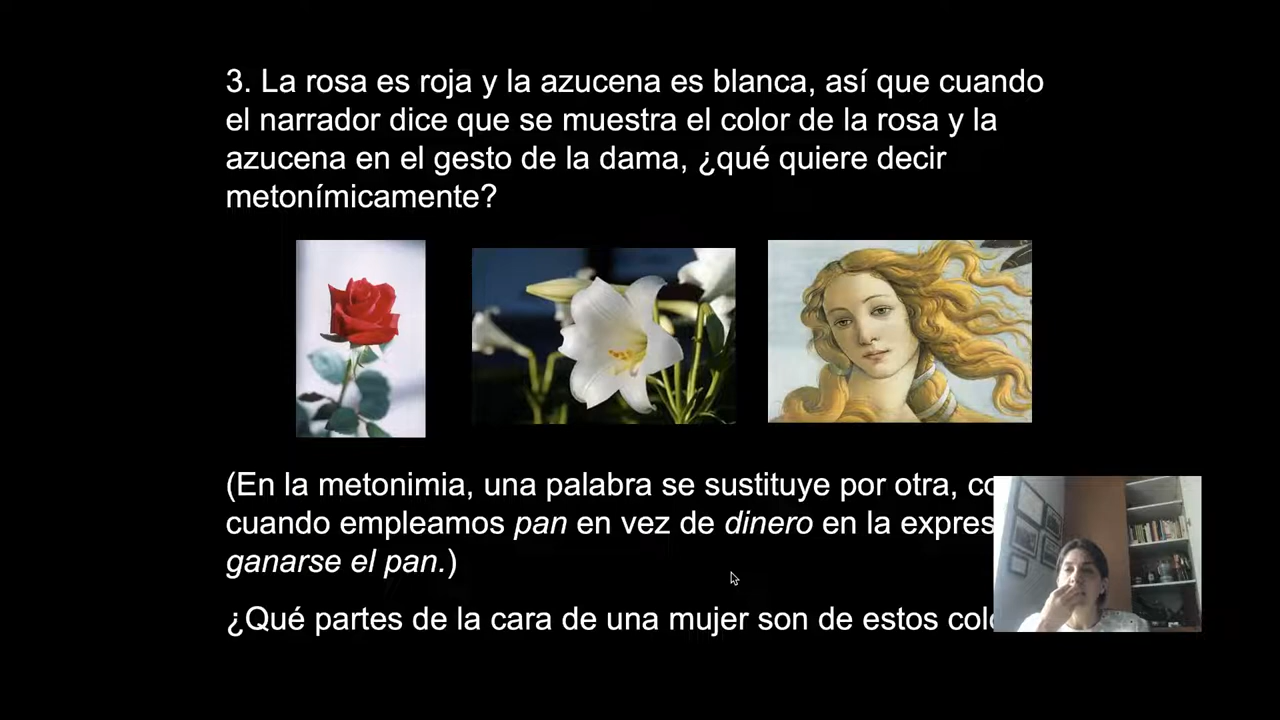 3. La rosa es roja y la azucena es blanca, así que cuando
el narrador dice que se muestra el color de la rosa y la
azucena en el gesto de la dama, ¿qué quiere decir
metonímicamente?
(En la metonimia, una palabra se sustituye por otra,
cuando empleamos pan en vez de dinero en la
ganarse el pan.)
¿Qué partes de la cara de una mujer son de estos